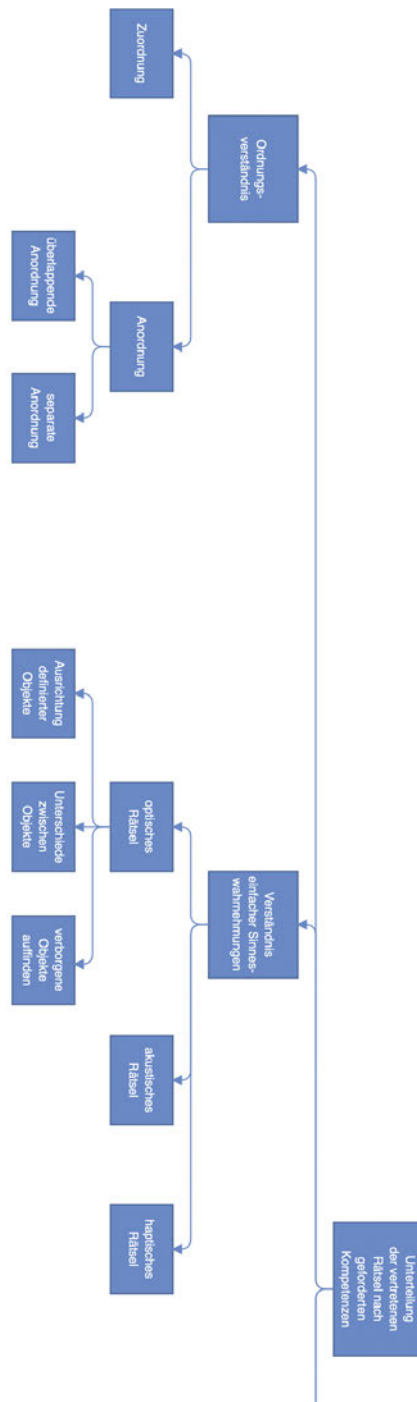 Unterteilung
der vertretenen
Rätsel nach
geforderten
Kompetenzen
Ordnungs-
verständnis
Verständnis
einfacher Sinnes-
wahrnehmungen
Zuordnung
Anordnung
optisches
Rätsel
akustisches
Rätsel
haptisches
Rätsel
überlappende
Anordnung
separate
Anordnung
Ausrichtung
definierter
Objekte
Unterschiede
zwischen
Objekte
verborgene
Objekte
auffinden